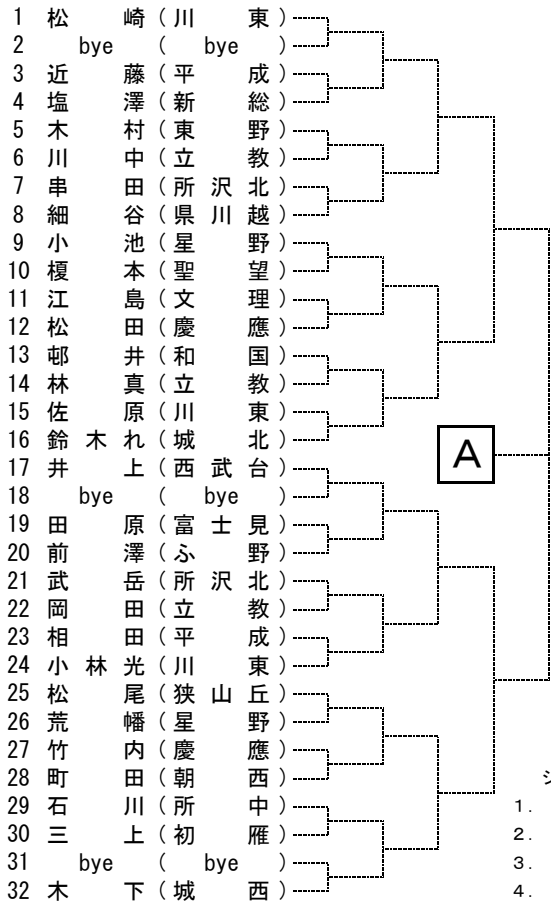 1 松 崎 ( 川 東 )
2 bye ( bye )
3 近 藤 ( 平 成 )
4 塩 澤 ( 新 総 )
5 木 村 ( 東 野 )
6 川 中 ( 立 教 )
7 串 田 ( 所 沢 北 )
8 細 谷 ( 県 川 越 )
9 小 池 ( 星 野 )
10 榎 本 ( 聖 望 )
11 江 島 ( 文 理 )
12 松 田 ( 慶 應 )
13 邨 井 ( 和 国 )
14 林 真 ( 立 教 )
15 佐 原 ( 川 東 )
16 鈴 木 れ ( 城 北 )
A
17 井 上 ( 西 武 台 )
18 bye ( bye )
19 田 原 ( 富 士 見 )
20 前 澤 ( ふ 野 )
21 武 岳 ( 所 沢 北 )
22 岡 田 ( 立 教 )
23 相 田 ( 平 成 )
24 小 林 光 ( 川 東 )
25 松 尾 ( 狭 山 丘 )
26 荒 幡 ( 星 野 )
27 竹 内 ( 慶 應 )
28 町 田 ( 朝 西 )
29 石 川 ( 所 中 ) 1.
30 三 上 ( 初 雁 ) 2.
31 bye ( bye ) 3.
32 木 下 ( 城 西 ) 4.